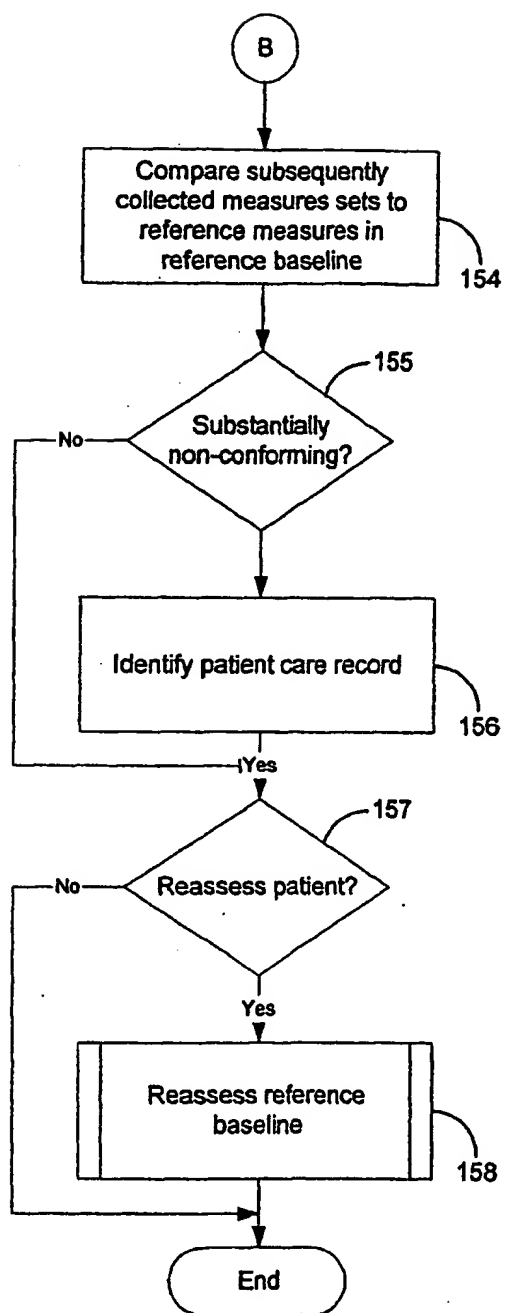 B
Compare subsequently
collected measures sets to
reference measures in
reference baseline
154
155
Substantially
non-conforming?
No
Identify patient care record
156
Yes
157
Reassess patient?
No
Yes
Reassess reference
baseline
158
End